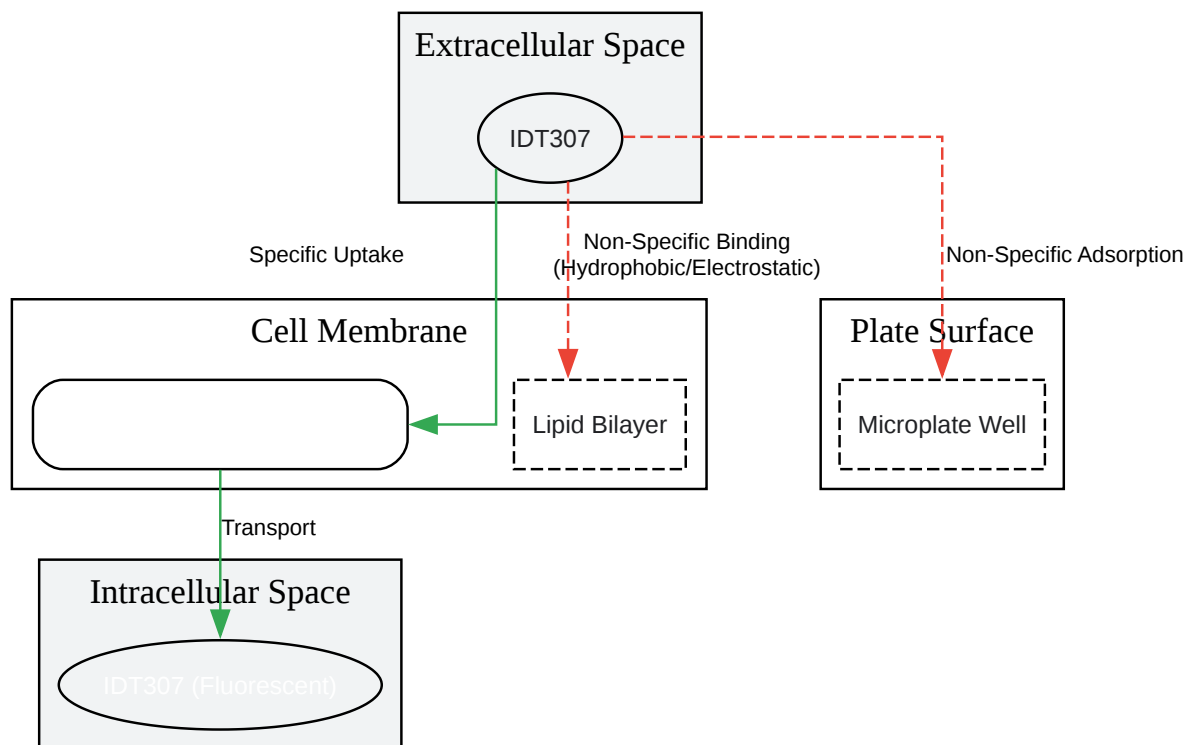 Extracellular Space
IDT307
Specific Uptake
Non-Specific Binding
(Hydrophobic/Electrostatic)
Non-Specific Adsorption
Cell Membrane
Plate Surface
Lipid Bilayer
Microplate Well
Transport
Intracellular Space
IDT307 (Fluorescent)